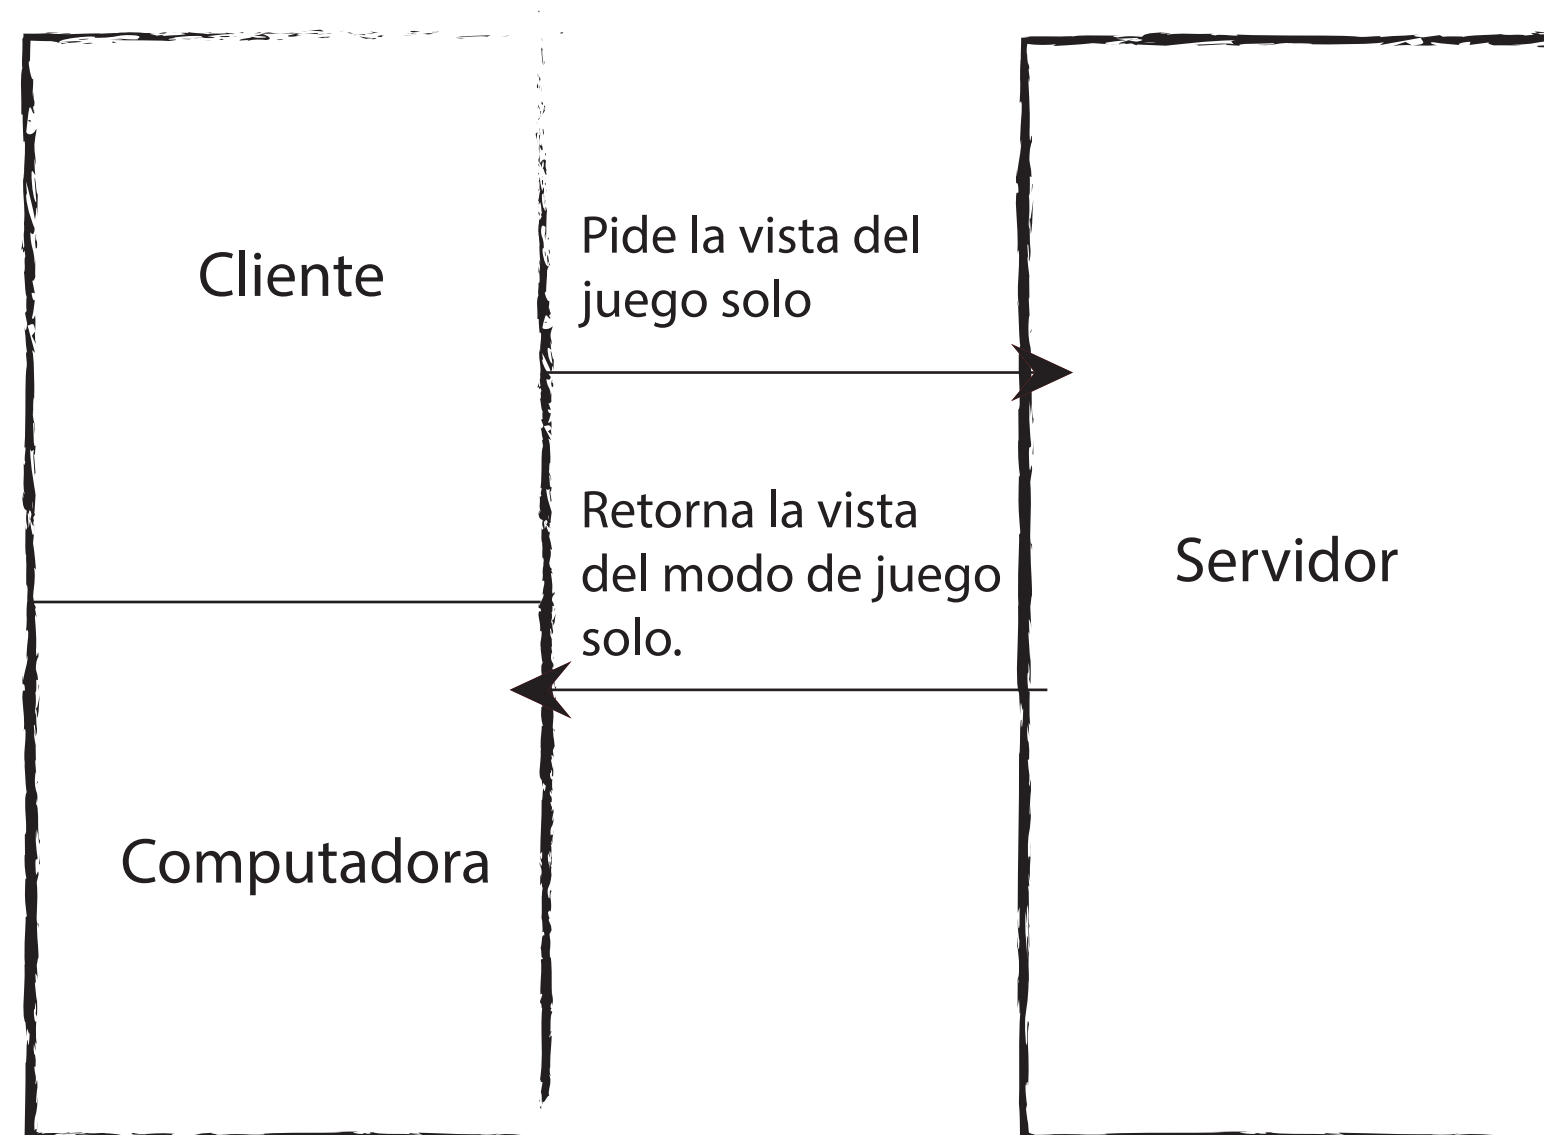 Cliente
Pide la vista del
juego solo
Retorna la vista
del modo de juego
solo.
Servidor
Computadora